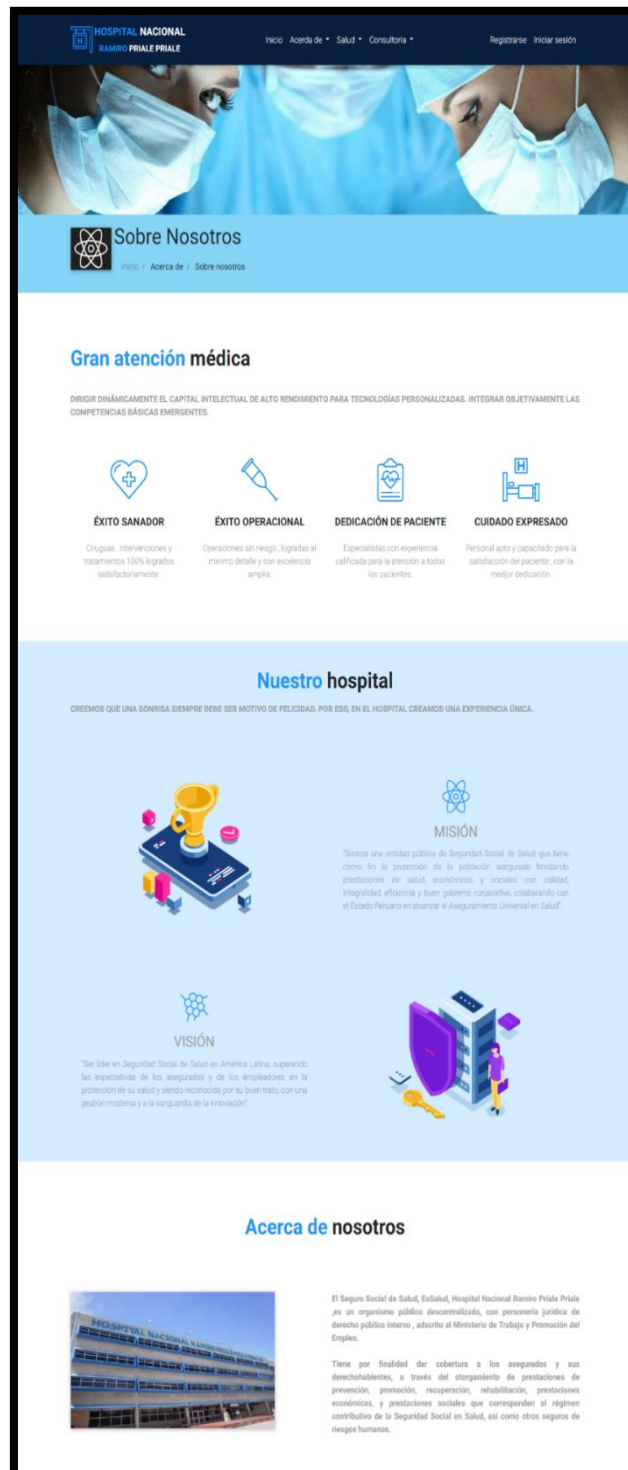 HOSPITAL NACIONAL
RAMIRO PRIALE PRIALE
Inicio Acerda de Salud Consultoria
Registrarse Iniciar sesión
Sobre Nosotros
Inicio / Acerca de / Sobre nosotros
Gran atención médica
DIRIGIR DINÁMICAMENTE EL CAPITAL INTELECTUAL DE ALTO RENDIMIENTO PARA TECNOLOGÍAS PERSONALIZADAS. INTEGRAR OBJETIVAMENTE LAS
COMPETENCIAS BÁSICAS EMERGENTES.
H
ÉXITO SANADOR
Ciruguas , intervenciones y
tratamientos 100% logrados
satisfactoriamente.
ÉXITO OPERACIONAL
Operaciones sin riesgo , logradas al
minimo detalle y con excelencia
amplia.
DEDICACIÓN DE PACIENTE
Especialistas con experiencia
calificada para la atención a todos
los pacientes.
CUIDADO EXPRESADO
Personal apto y capacitado para la
satisfacción del paciente , con la
medjor dedicación.
Nuestro hospital
CREEMOS QUE UNA SONRISA SIEMPRE DEBE SER MOTIVO DE FELICIDAD. POR ESO, EN EL HOSPITAL CREAMOS UNA EXPERIENCIA ÚNICA.
MISIÓN
"Somos una entidad pública de Seguridad Social de Salud que tiene
como fin la protección de la población asegurada brindando
prestaciones de salud, económicas y sociales con calidad,
integralidad, eficiencia y buen gobierno corporativo, colaborando con
el Estado Peruano en alcanzar el Aseguramiento Universal en Salud".
VISIÓN
"Ser líder en Seguridad Social de Salud en América Latina, superando
las expectativas de los asegurados y de los empleadores en la
protección de su salud y siendo reconocida por su buen trato, con una
gestión moderna y a la vanguardia de la innovación".
Acerca de nosotros
HOSPITAL NACIONAL RAMIRO PRIALE PRIALE
El Seguro Social de Salud, EsSalud, Hospital Nacional Ramiro Priale Priale
,es un organismo público descentralizado, con personería jurídica de
derecho público interno , adscrito al Ministerio de Trabajo y Promoción del
Empleo.
Tiene por finalidad dar cobertura a los asegurados y sus
derechohabientes, a través del otorgamiento de prestaciones de
prevención, promoción, recuperación, rehabilitación, prestaciones
económicas, y prestaciones sociales que corresponden al régimen
contributivo de la Seguridad Social en Salud, así como otros seguros de
riesgos humanos.